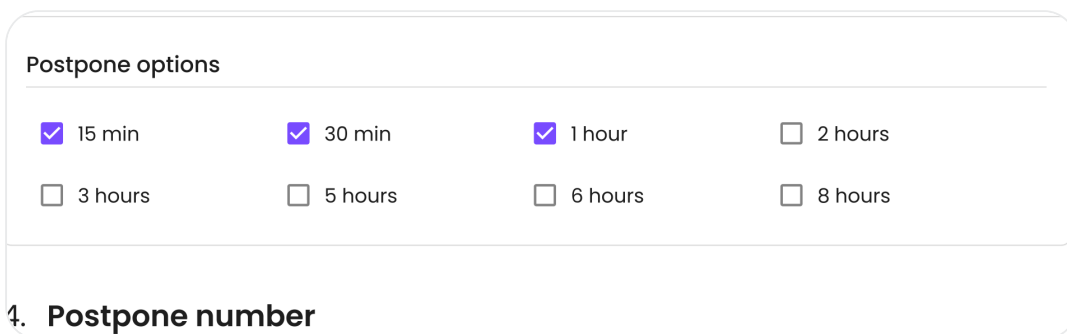 Postpone options
15 min 30 min 1 hour 2 hours
3 hours 5 hours 6 hours 8 hours
4. Postpone number